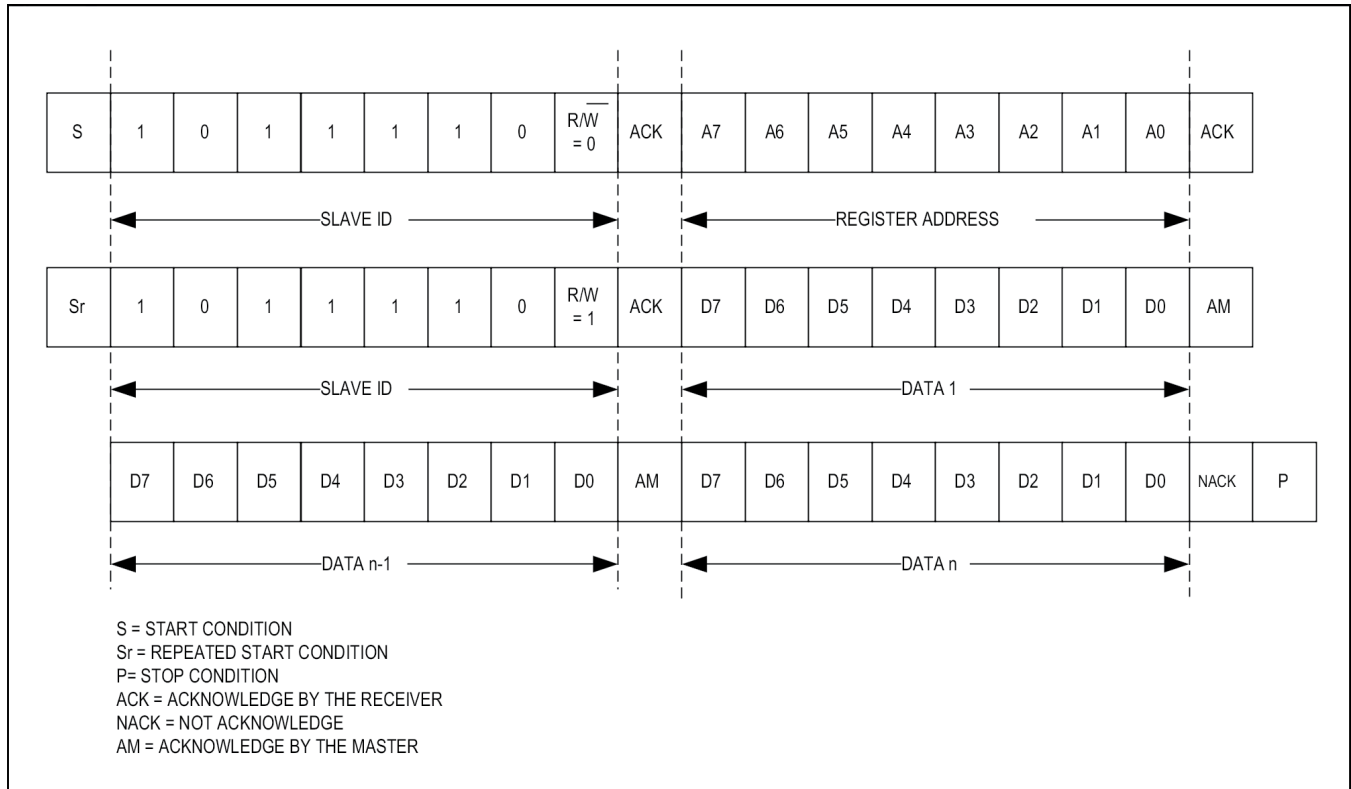 S 1 0 1 1 1 1 0 R/W = 0 ACK A7 A6 A5 A4 A3 A2 A1 A0 ACK
SLAVE ID REGISTER ADDRESS
Sr 1 0 1 1 1 1 0 R/W = 1 ACK D7 D6 D5 D4 D3 D2 D1 D0 AM
SLAVE ID DATA 1
D7 D6 D5 D4 D3 D2 D1 D0 AM D7 D6 D5 D4 D3 D2 D1 D0 NACK P
DATA n-1 DATA n
S = START CONDITION
Sr = REPEATED START CONDITION
P= STOP CONDITION
ACK = ACKNOWLEDGE BY THE RECEIVER
NACK = NOT ACKNOWLEDGE
AM = ACKNOWLEDGE BY THE MASTER